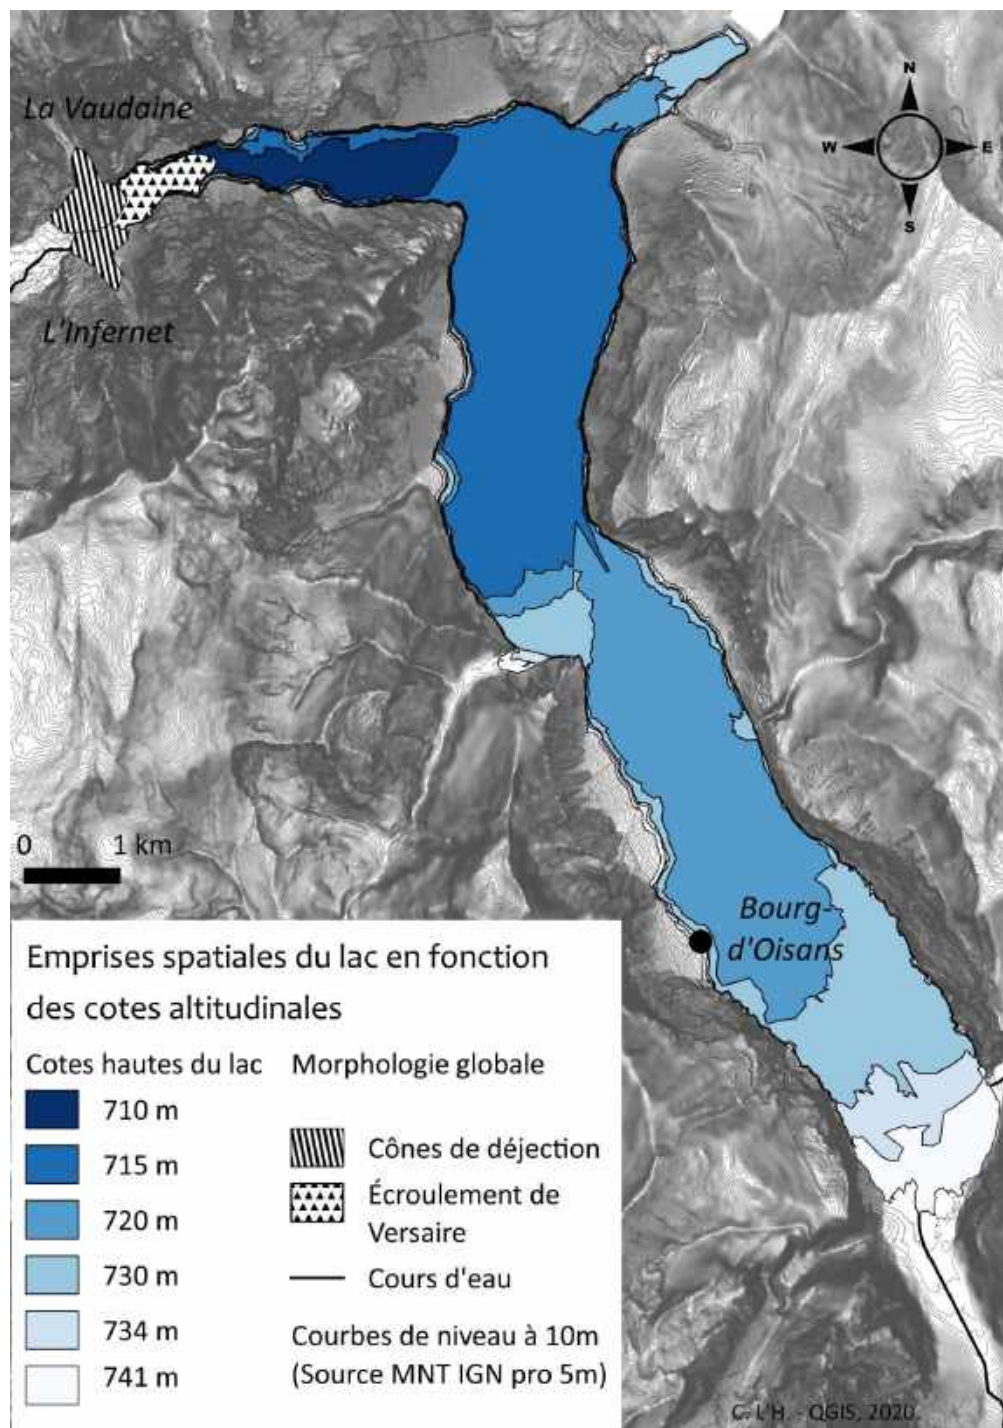 La Vaudaine
N
W
E
S
L'Infernet
0
1 km
Bourg-
d'Oisans
Emprises spatiales du lac en fonction
des cotes altitudinales
Cotes hautes du lac
710 m
715 m
720 m
730 m
734 m
741 m
Morphologie globale
Cônes de déjection
Écroulement de
Versaire
Cours d'eau
Courbes de niveau à 10m
(Source MNT IGN pro 5m)
C. L'H. - QGIS, 2020